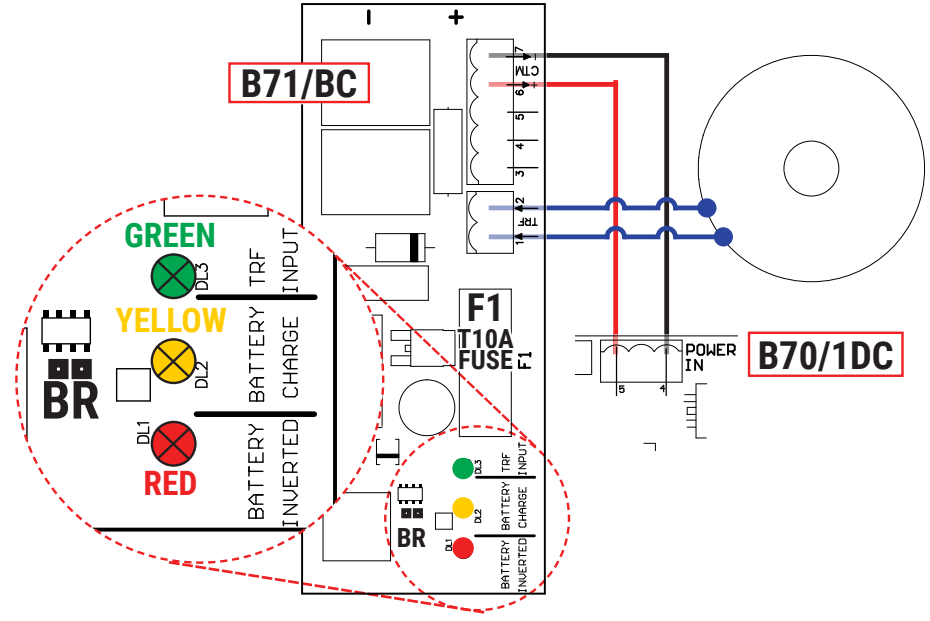 − +
B71/BC
7 −
CTM
6 +
5
4
3
2
TRF
1
GREEN
DL3
TRF
INPUT
YELLOW
DL2
BATTERY
CHARGE
BR
DL1
RED
BATTERY
INVERTED
F1
T10A
FUSE
F1
POWER
IN
5 4
B70/1DC
DL3
TRF
INPUT
DL2
BATTERY
CHARGE
BR
DL1
BATTERY
INVERTED